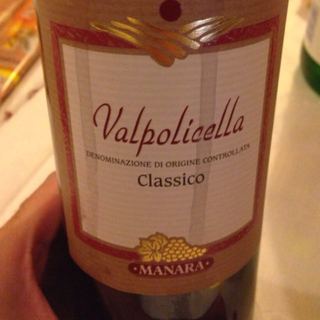 Valpolicella
DENOMINAZIONE DI ORIGINE CONTROLLATA
Classico
· MANARA ·